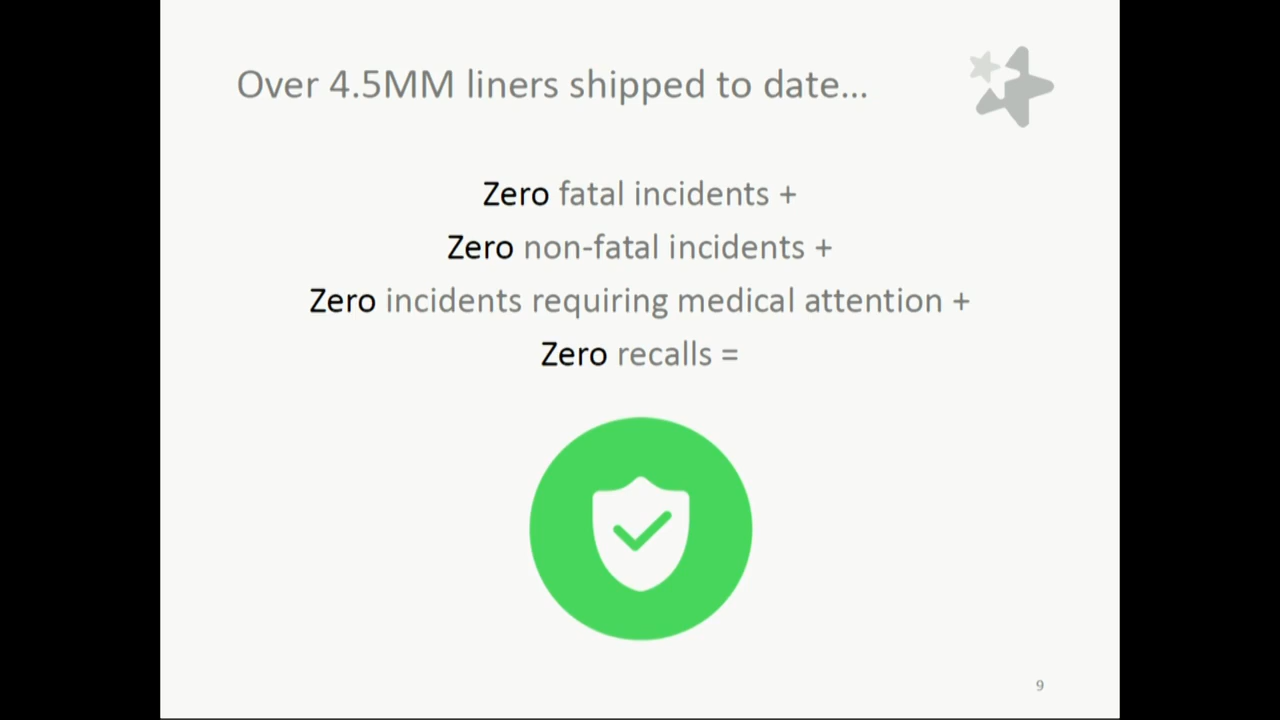 Over 4.5MM liners shipped to date...
Zero fatal incidents +
Zero non-fatal incidents +
Zero incidents requiring medical attention +
Zero recalls =
9